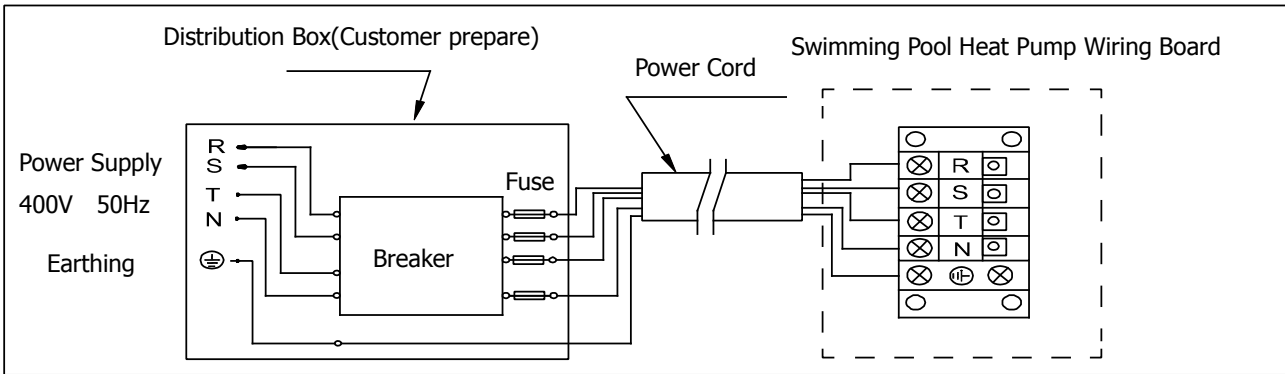 Distribution Box(Customer prepare)
Swimming Pool Heat Pump Wiring Board
Power Cord
Power Supply
400V 50Hz
Earthing
R
S
T
N
Fuse
Breaker
R
S
T
N